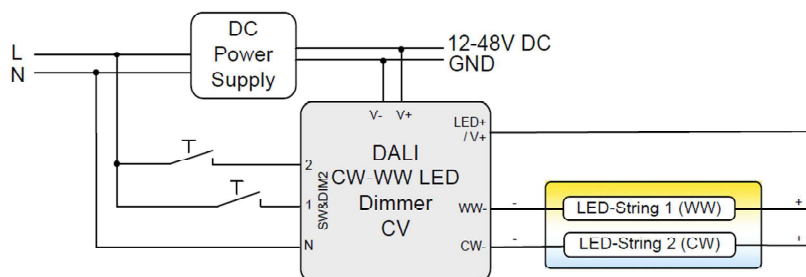 DC
Power
Supply
L
N
12-48V DC
GND
V- V+
LED+
/ V+
DALI
CW-WW LED
Dimmer
CV
T
T
2
1
N
SW&DIM2
WW-
CW-
- LED-String 1 (WW) +
- LED-String 2 (CW) +